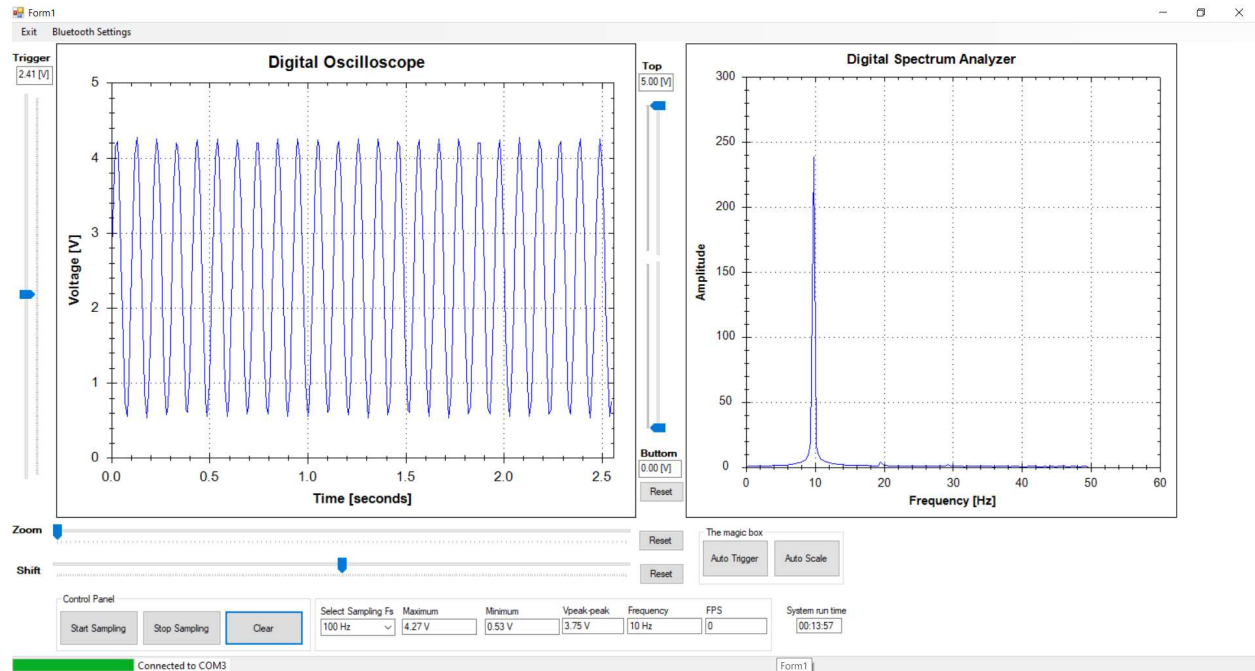 Form1
Exit Bluetooth Settings
Trigger
2.41 [V]
Digital Oscilloscope
5
4
3
2
1
0
Voltage [V]
0.0 0.5 1.0 1.5 2.0 2.5
Time [seconds]
Top
5.00 [V]
Buttom
0.00 [V]
Reset
Digital Spectrum Analyzer
300
250
200
150
100
50
0
Amplitude
0 10 20 30 40 50 60
Frequency [Hz]
Zoom
Reset
Shift
Reset
The magic box
Auto Trigger Auto Scale
Control Panel
Start Sampling Stop Sampling Clear
Select Sampling Fs Maximum Minimum Vpeak-peak Frequency FPS
100 Hz 4.27 V 0.53 V 3.75 V 10 Hz 0
System run time
00:13:57
Connected to COM3
Form1